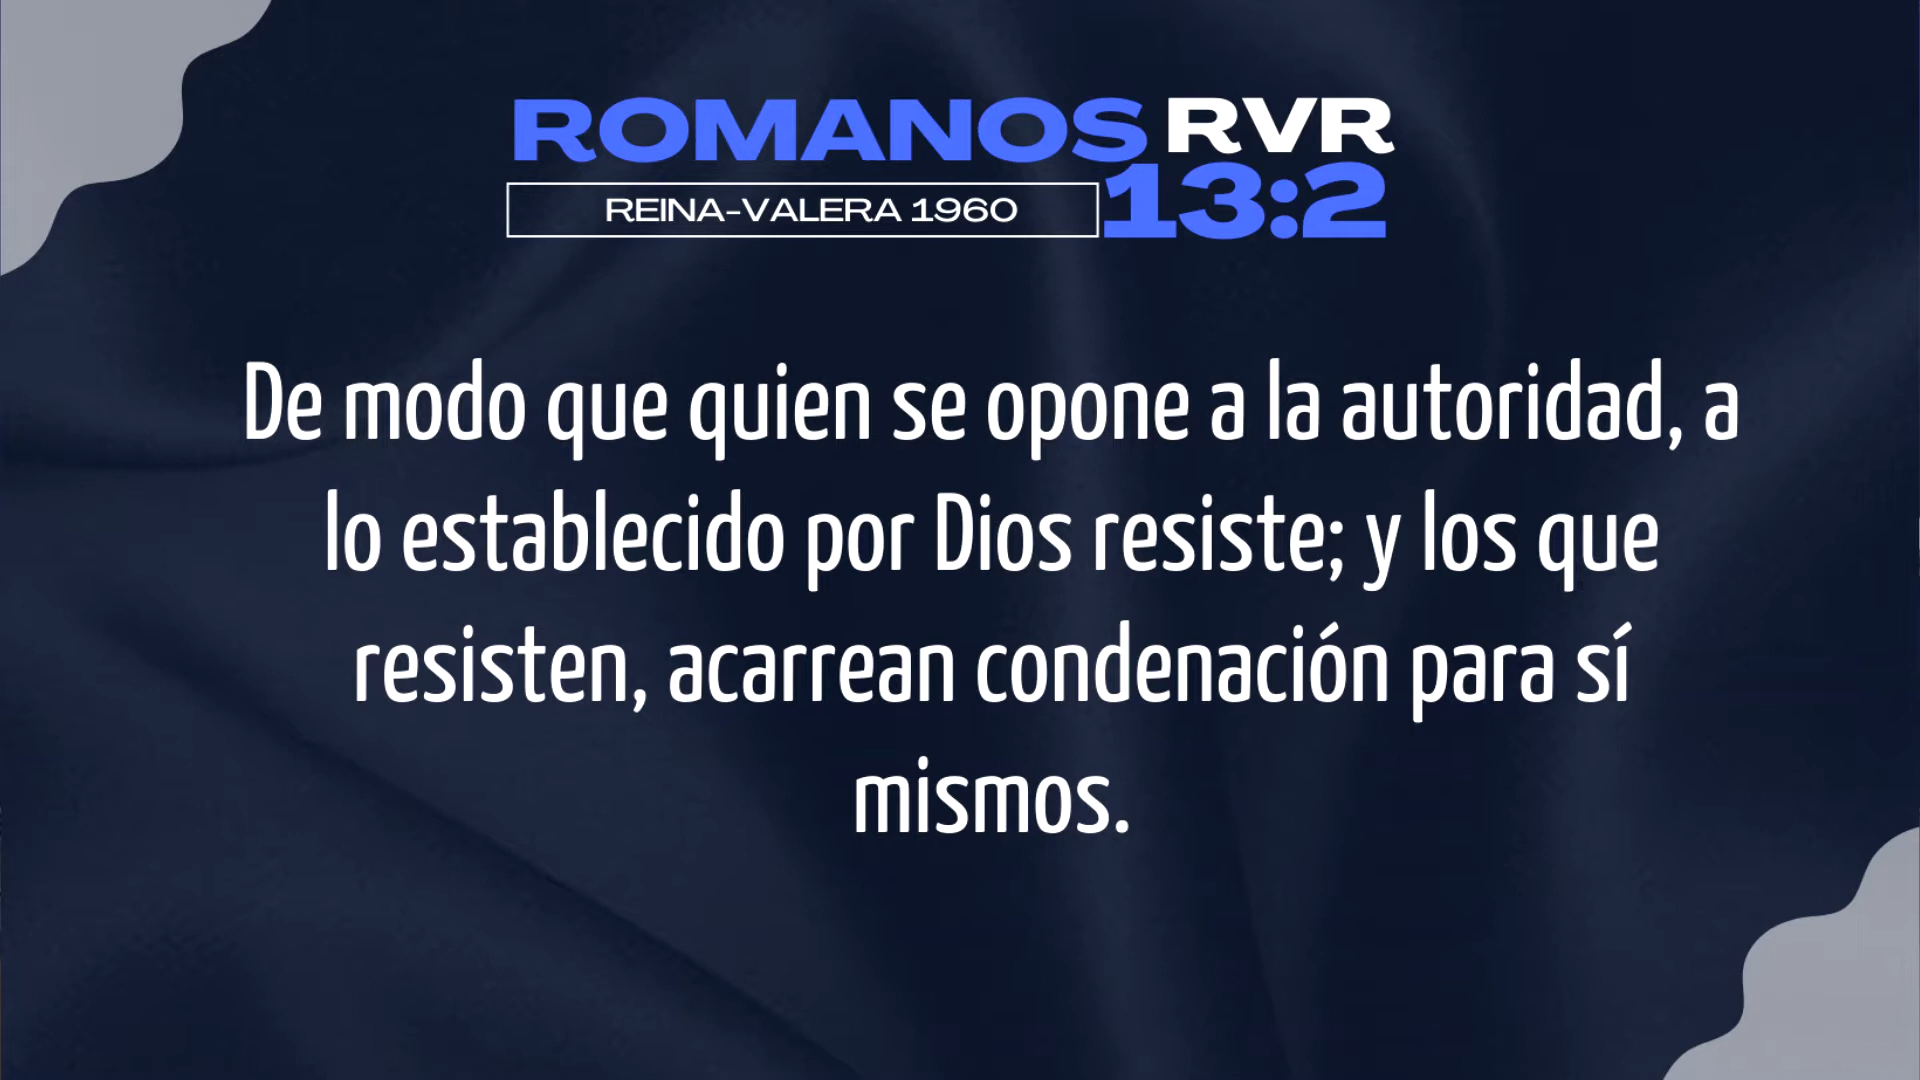 ROMANOS RVR
REINA-VALERA 1960 13:2
De modo que quien se opone a la autoridad, a
lo establecido por Dios resiste; y los que
resisten, acarrean condenación para sí
mismos.